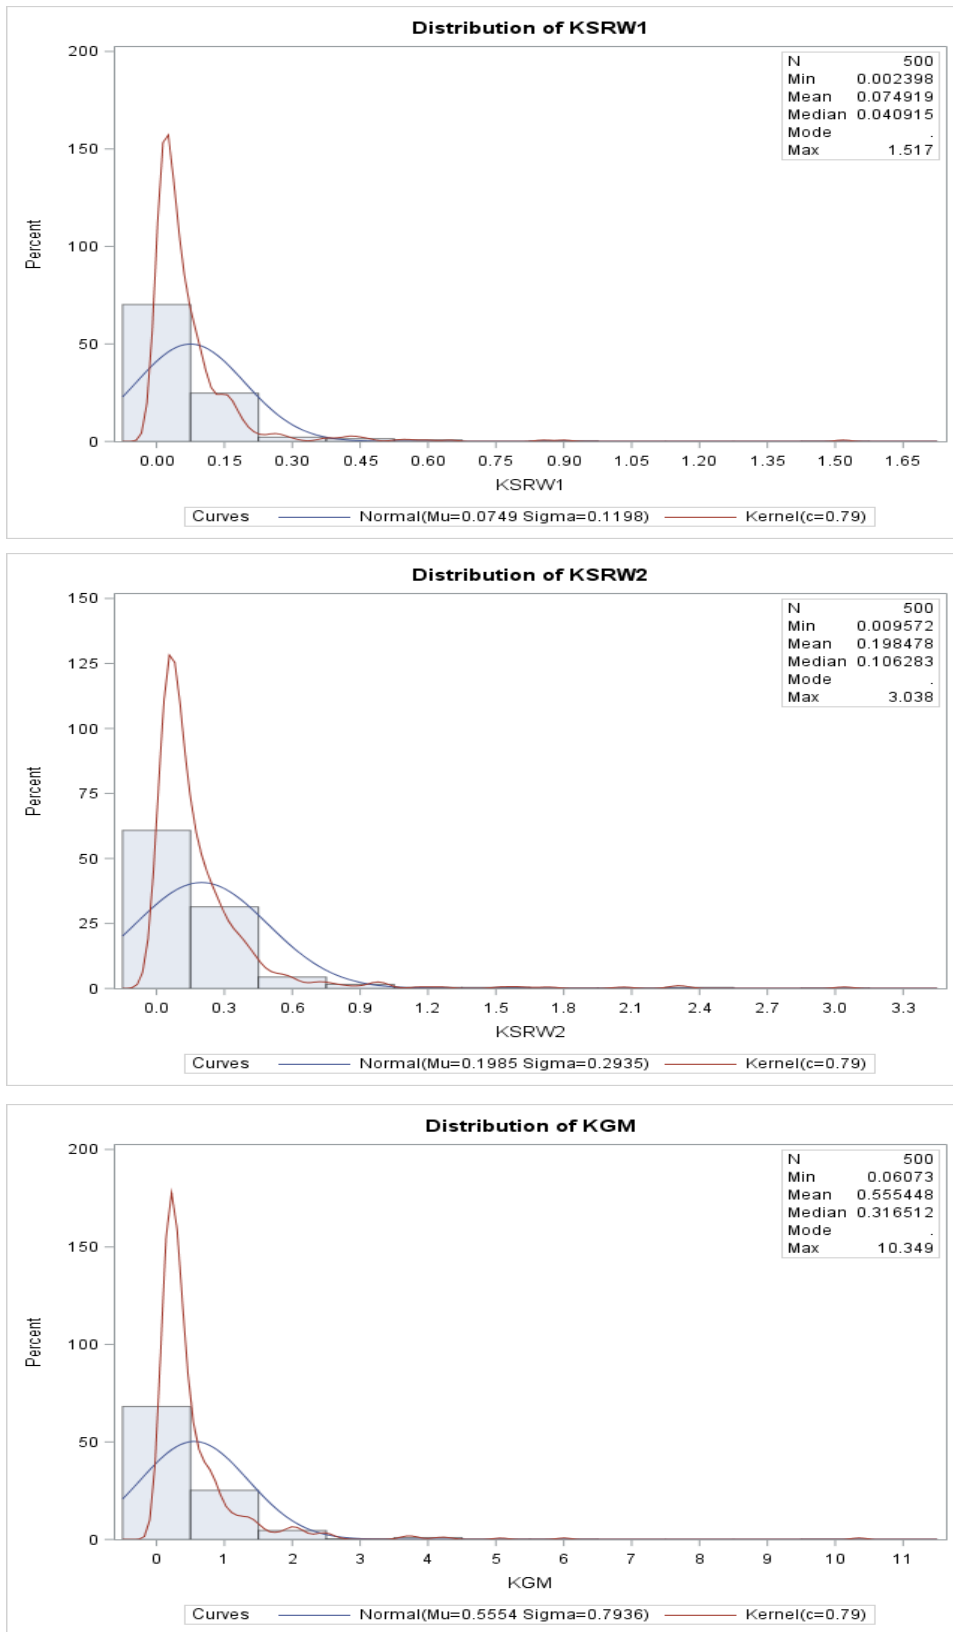 Distribution of KSRW1
200
150
100
50
0
Percent
N 500
Min 0.002398
Mean 0.074919
Median 0.040915
Mode .
Max 1.517
0.00 0.15 0.30 0.45 0.60 0.75 0.90 1.05 1.20 1.35 1.50 1.65
KSRW1
Curves Normal(Mu=0.0749 Sigma=0.1198) Kernel(c=0.79)
Distribution of KSRW2
150
125
100
75
50
25
0
Percent
N 500
Min 0.009572
Mean 0.198478
Median 0.106283
Mode .
Max 3.038
0.0 0.3 0.6 0.9 1.2 1.5 1.8 2.1 2.4 2.7 3.0 3.3
KSRW2
Curves Normal(Mu=0.1985 Sigma=0.2935) Kernel(c=0.79)
Distribution of KGM
200
150
100
50
0
Percent
N 500
Min 0.06073
Mean 0.555448
Median 0.316512
Mode .
Max 10.349
0 1 2 3 4 5 6 7 8 9 10 11
KGM
Curves Normal(Mu=0.5554 Sigma=0.7936) Kernel(c=0.79)